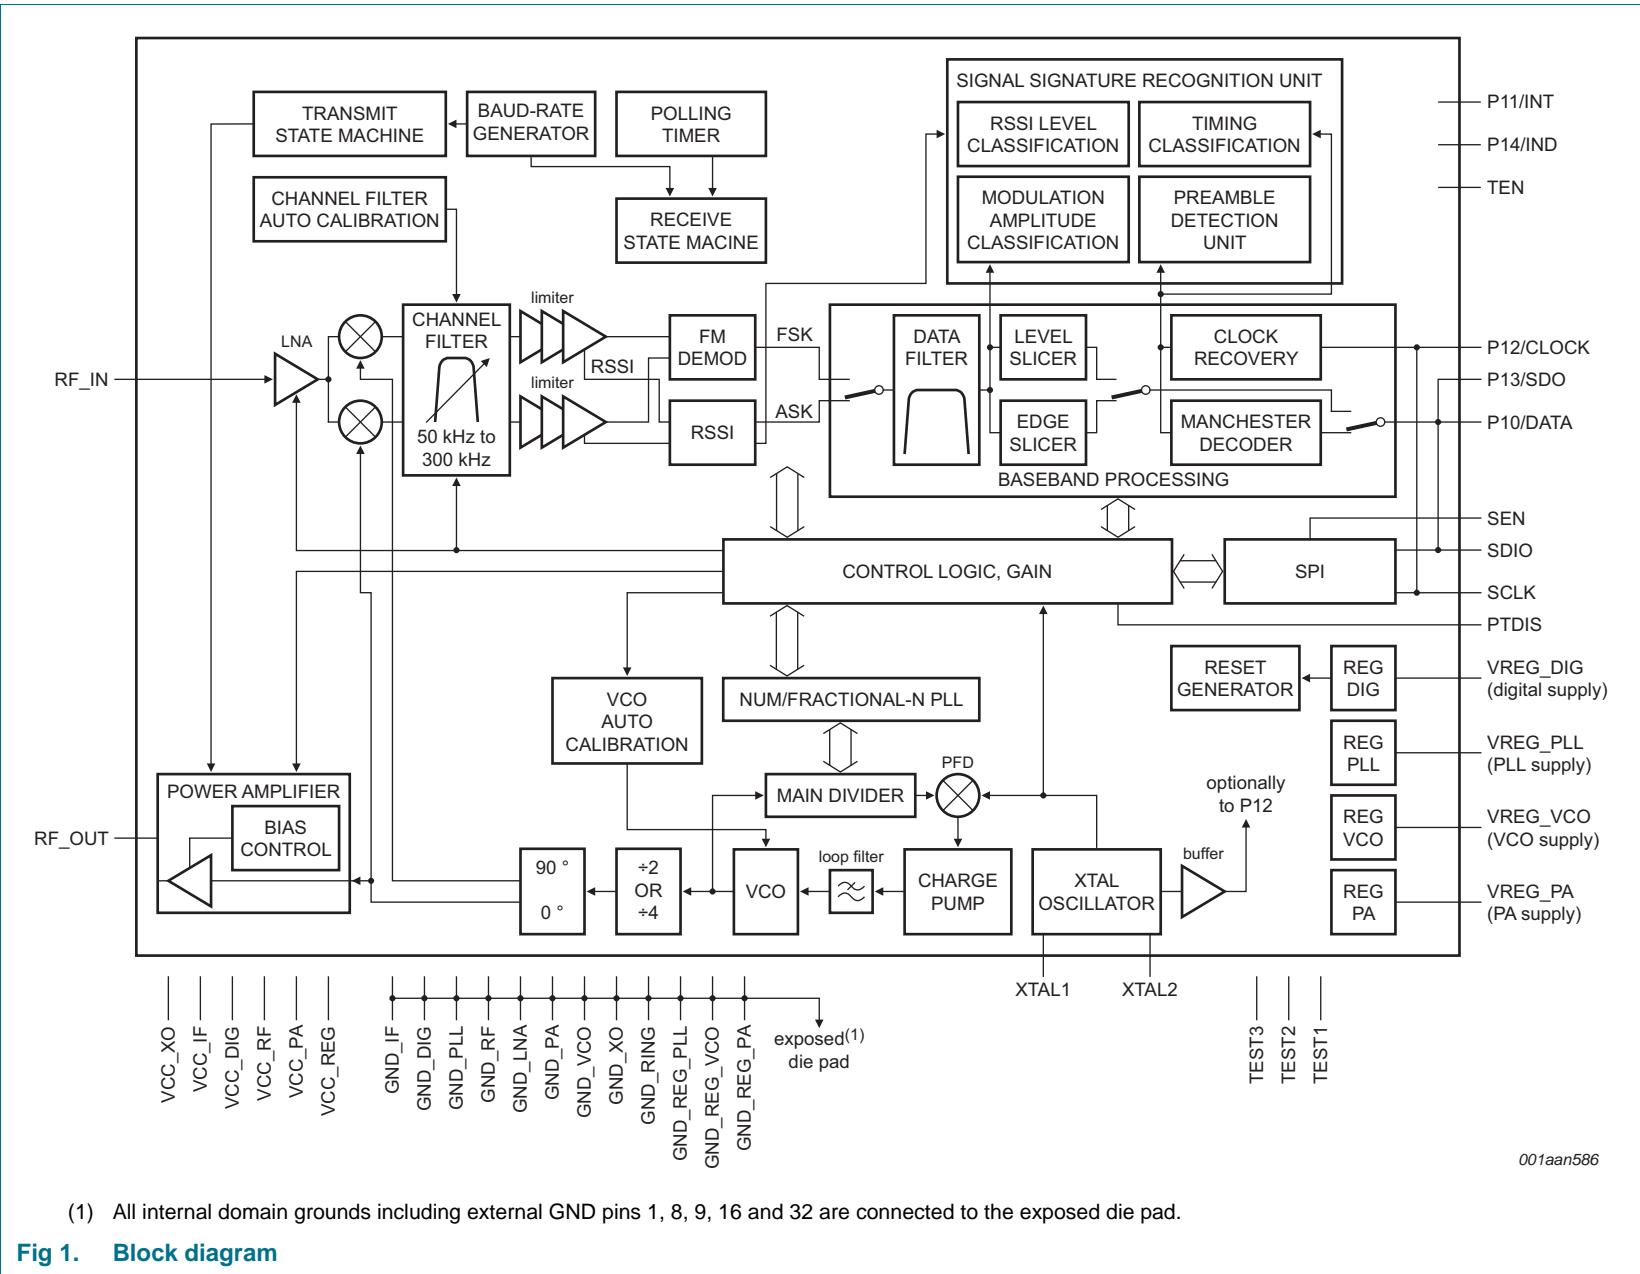 SIGNAL SIGNATURE RECOGNITION UNIT
TRANSMIT
STATE MACHINE
BAUD-RATE
GENERATOR
POLLING
TIMER
RSSI LEVEL
CLASSIFICATION
TIMING
CLASSIFICATION
P11/INT
P14/IND
TEN
CHANNEL FILTER
AUTO CALIBRATION
RECEIVE
STATE MACINE
MODULATION
AMPLITUDE
CLASSIFICATION
PREAMBLE
DETECTION
UNIT
RF_IN
LNA
CHANNEL
FILTER
50 kHz to
300 kHz
limiter
RSSI
limiter
FM
DEMOD
RSSI
FSK
ASK
DATA
FILTER
LEVEL
SLICER
EDGE
SLICER
CLOCK
RECOVERY
MANCHESTER
DECODER
BASEBAND PROCESSING
P12/CLOCK
P13/SDO
P10/DATA
CONTROL LOGIC, GAIN
SPI
SEN
SDIO
SCLK
PTDIS
VCO
AUTO
CALIBRATION
NUM/FRACTIONAL-N PLL
RESET
GENERATOR
REG
DIG
VREG_DIG
(digital supply)
REG
PLL
VREG_PLL
(PLL supply)
REG
VCO
VREG_VCO
(VCO supply)
REG
PA
VREG_PA
(PA supply)
MAIN DIVIDER
PFD
optionally
to P12
RF_OUT
POWER AMPLIFIER
BIAS
CONTROL
90 °
0 °
÷2
OR
÷4
VCO
loop filter
CHARGE
PUMP
XTAL
OSCILLATOR
buffer
XTAL1
XTAL2
VCC_XO
VCC_IF
VCC_DIG
VCC_RF
VCC_PA
VCC_REG
GND_IF
GND_DIG
GND_PLL
GND_RF
GND_LNA
GND_PA
GND_VCO
GND_XO
GND_RING
GND_REG_PLL
GND_REG_VCO
GND_REG_PA
exposed(1)
die pad
TEST3
TEST2
TEST1
001aan586
(1) All internal domain grounds including external GND pins 1, 8, 9, 16 and 32 are connected to the exposed die pad.
Fig 1. Block diagram